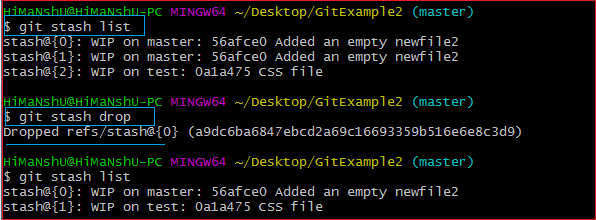 HiMaNshU@HiMaNshU-PC MINGW64 ~/Desktop/GitExample2 (master)
$ git stash list
stash@{0}: WIP on master: 56afce0 Added an empty newfile2
stash@{1}: WIP on master: 56afce0 Added an empty newfile2
stash@{2}: WIP on test: 0a1a475 CSS file
HiMaNshU@HiMaNshU-PC MINGW64 ~/Desktop/GitExample2 (master)
$ git stash drop
Dropped refs/stash@{0} (a9dc6ba6847ebcd2a69c16693359b516e6e8c3d9)
HiMaNshU@HiMaNshU-PC MINGW64 ~/Desktop/GitExample2 (master)
$ git stash list
stash@{0}: WIP on master: 56afce0 Added an empty newfile2
stash@{1}: WIP on test: 0a1a475 CSS file